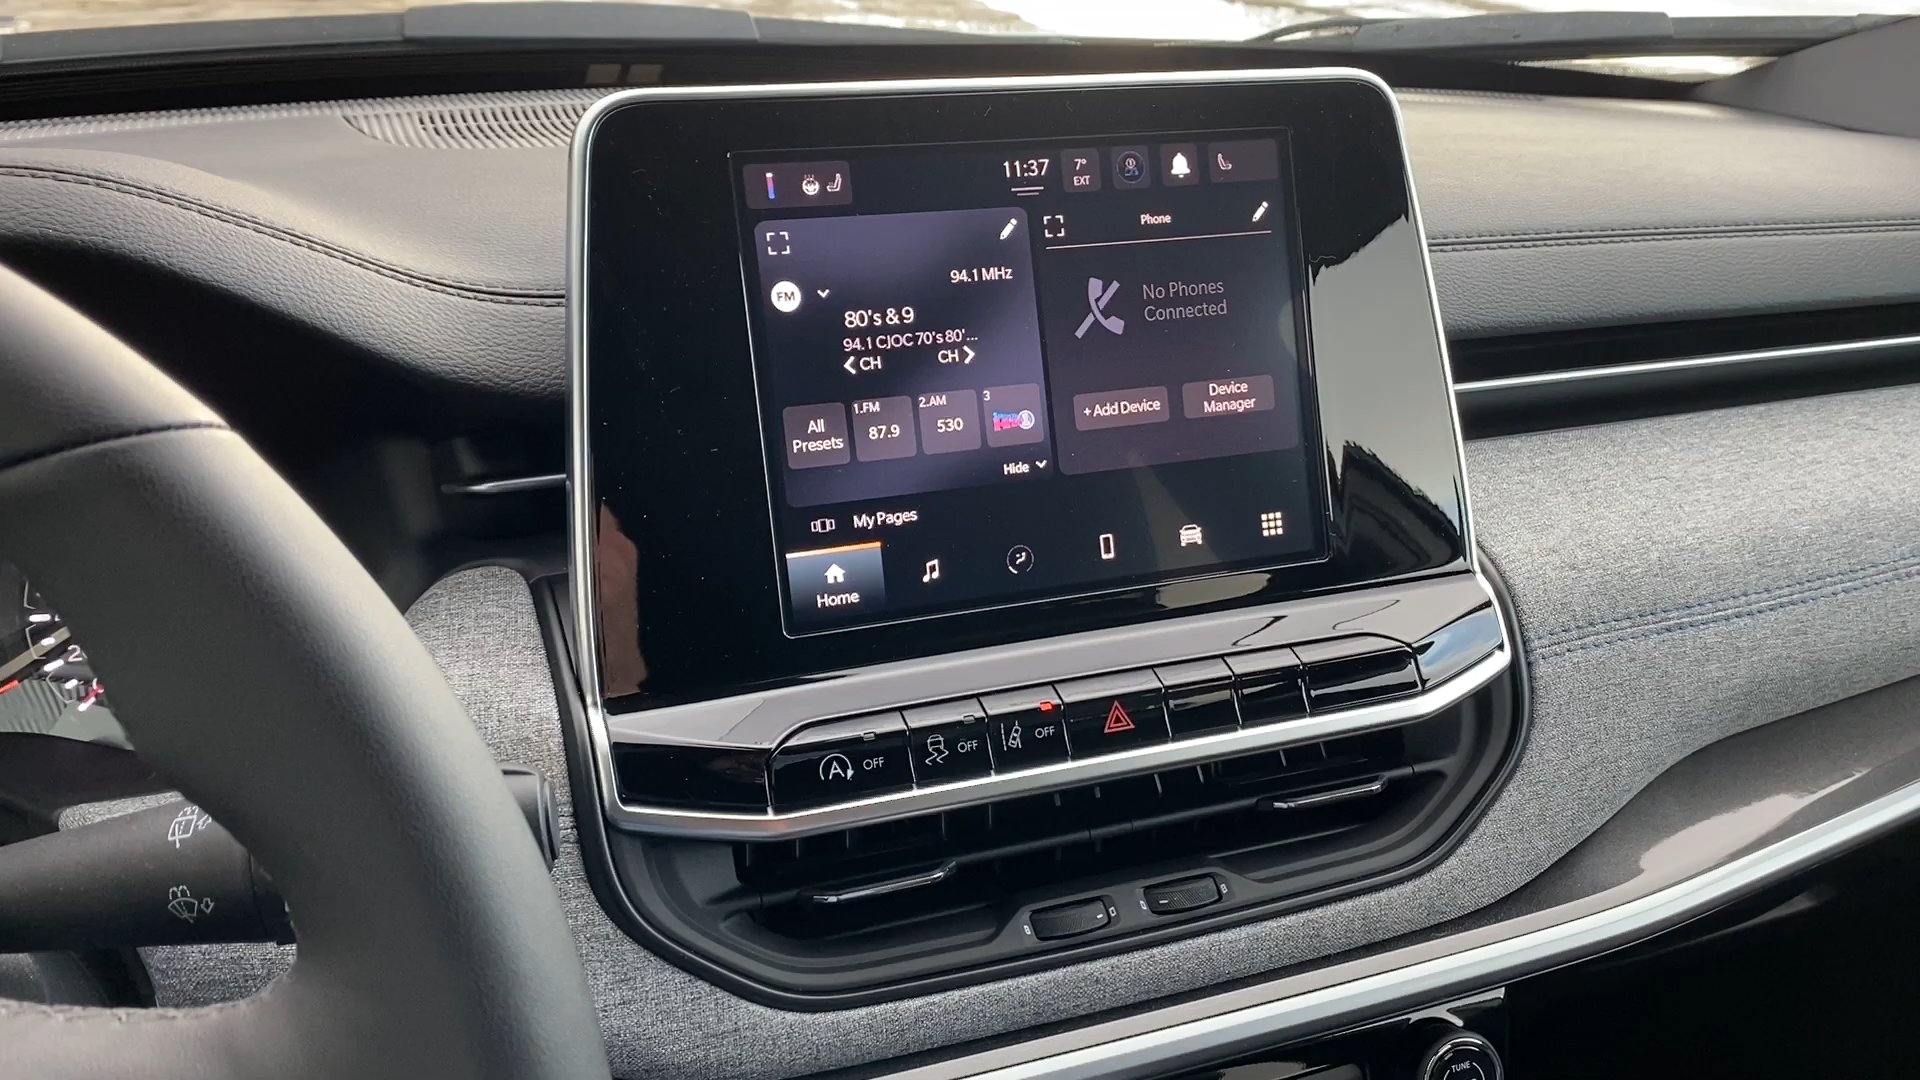 11:37
7°
EXT
94.1 MHz
FM
80's & 9
94.1 CJOC 70's 80'...
CH
CH
All
Presets
1.FM
87.9
2.AM
530
3
Hide
Phone
No Phones
Connected
+ Add Device
Device
Manager
My Pages
Home
A OFF
OFF
OFF
TUNE